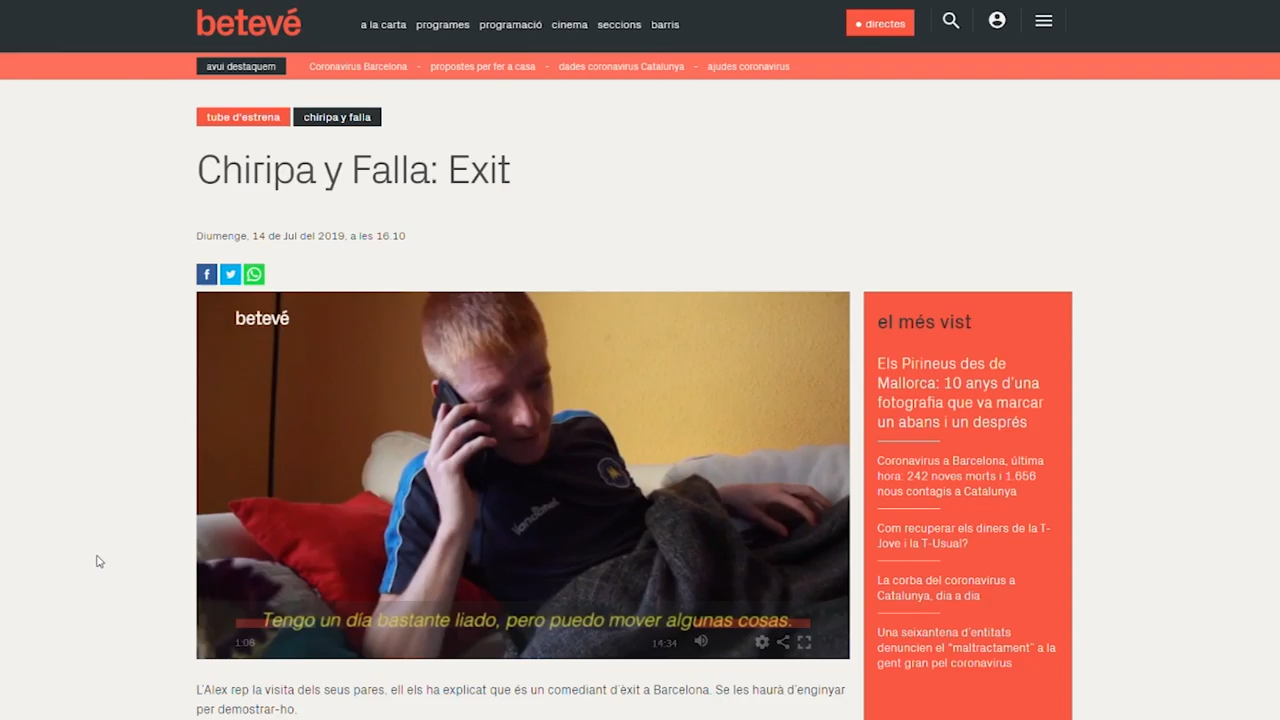 betevé
a la carta programes programació cinema seccions barris
directes
avui destaquem Coronavirus Barcelona - propostes per fer a casa - dades coronavirus Catalunya - ajudes coronavirus
tube d'estrena chiripa y falla
Chiripa y Falla: Exit
Diumenge, 14 de Jul del 2019, a les 16.10
betevé
Tengo un día bastante liado, pero puedo mover algunas cosas.
1:06
14:34
L'Alex rep la visita dels seus pares, ell els ha explicat que és un comediant d'èxit a Barcelona. Se les haurà d'enginyar
per demostrar-ho.
el més vist
Els Pirineus des de
Mallorca: 10 anys d'una
fotografia que va marcar
un abans i un després
Coronavirus a Barcelona, última
hora: 242 noves morts i 1.656
nous contagis a Catalunya
Com recuperar els diners de la T-
Jove i la T-Usual?
La corba del coronavirus a
Catalunya, dia a dia
Una seixantena d'entitats
denuncien el "maltractament" a la
gent gran pel coronavirus